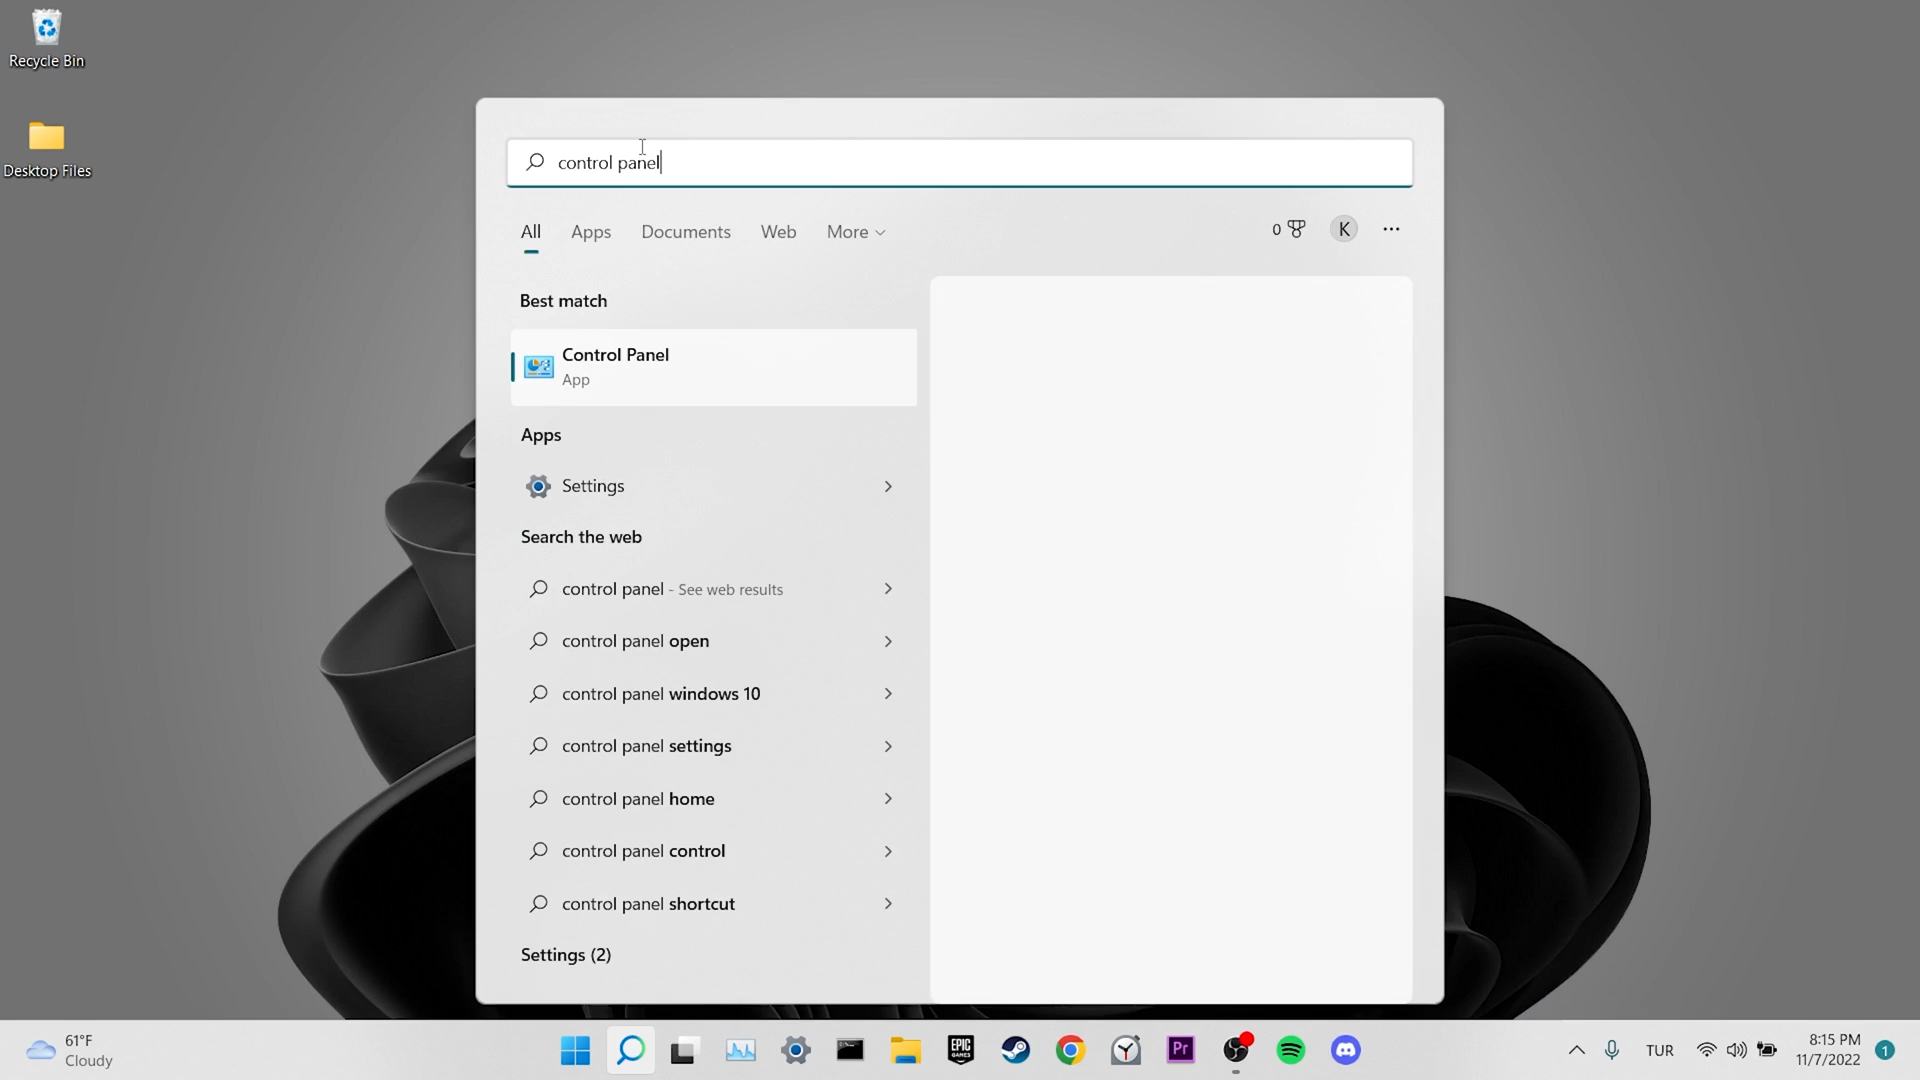 Recycle Bin
Desktop Files
control panel
All
Apps
Documents
Web
More
0
K
Best match
Control Panel
App
Apps
Settings
Search the web
control panel - See web results
control panel open
control panel windows 10
control panel settings
control panel home
control panel control
control panel shortcut
Settings (2)
61°F
Cloudy
EPIC
GAMES
Pr
TUR
8:15 PM
11/7/2022
1